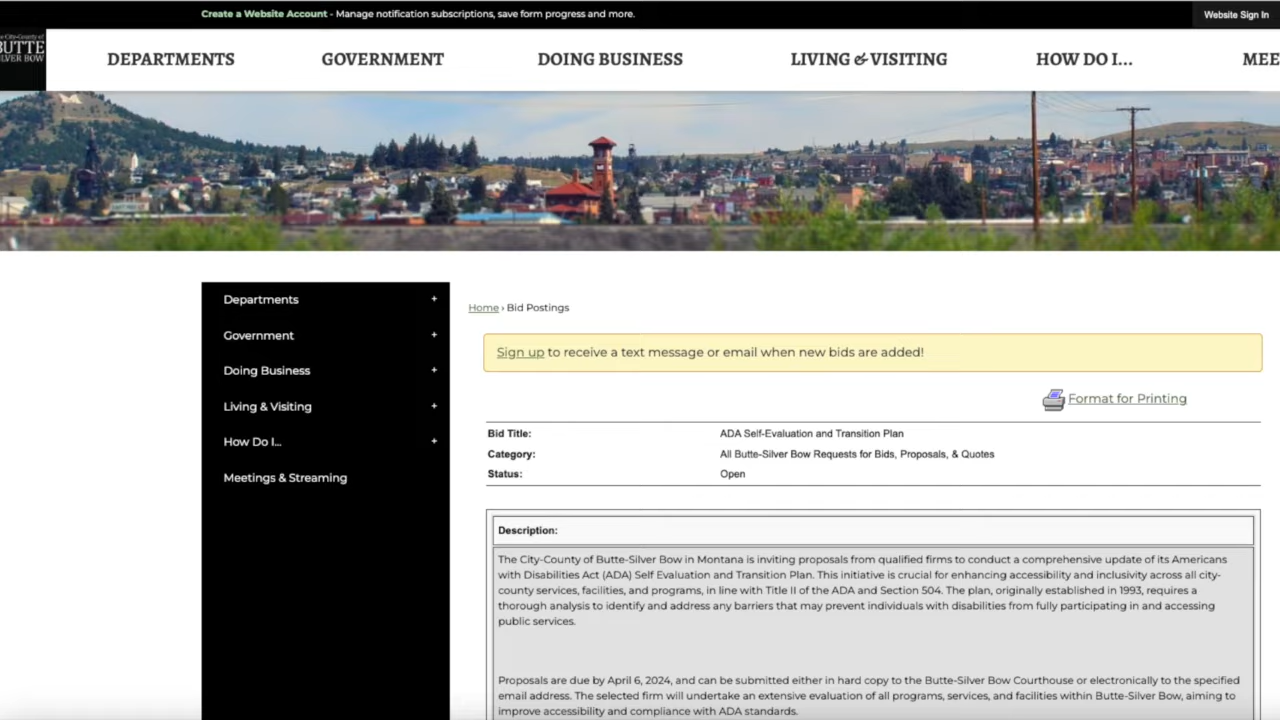 Create a Website Account - Manage notification subscriptions, save form progress and more.
Website Sign In
City-County of
BUTTE
SILVER BOW
DEPARTMENTS
GOVERNMENT
DOING BUSINESS
LIVING & VISITING
HOW DO I...
MEE
Departments +
Government +
Doing Business +
Living & Visiting +
How Do I... +
Meetings & Streaming
Home › Bid Postings
Sign up to receive a text message or email when new bids are added!
Format for Printing
Bid Title: ADA Self-Evaluation and Transition Plan
Category: All Butte-Silver Bow Requests for Bids, Proposals, & Quotes
Status: Open
Description:
The City-County of Butte-Silver Bow in Montana is inviting proposals from qualified firms to conduct a comprehensive update of its Americans
with Disabilities Act (ADA) Self Evaluation and Transition Plan. This initiative is crucial for enhancing accessibility and inclusivity across all city-
county services, facilities, and programs, in line with Title II of the ADA and Section 504. The plan, originally established in 1993, requires a
thorough analysis to identify and address any barriers that may prevent individuals with disabilities from fully participating in and accessing
public services.
Proposals are due by April 6, 2024, and can be submitted either in hard copy to the Butte-Silver Bow Courthouse or electronically to the specified
email address. The selected firm will undertake an extensive evaluation of all programs, services, and facilities within Butte-Silver Bow, aiming to
improve accessibility and compliance with ADA standards.